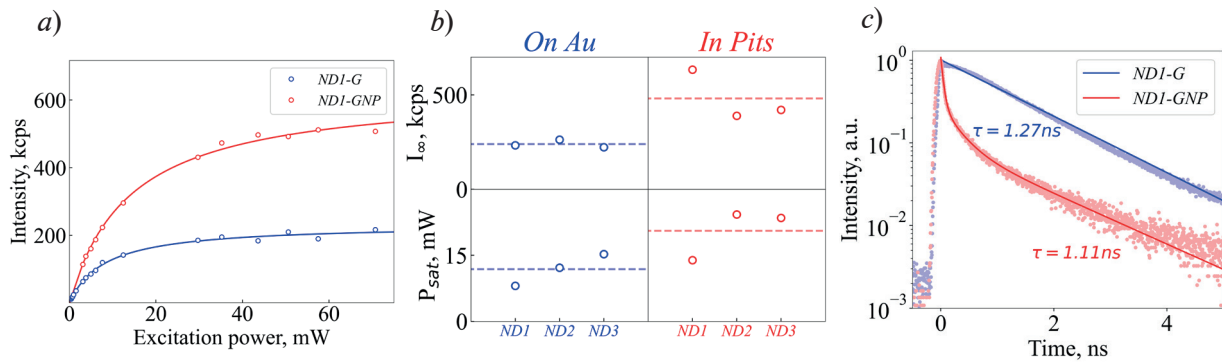 a)
ND1-G
ND1-GNP
600
400
200
0
20
40
60
Intensity, kcps
Excitation power, mW
b)
On Au
In Pits
500
0
I∞, kcps
15
0
Psat, mW
ND1
ND2
ND3
ND1
ND2
ND3
c)
ND1-G
ND1-GNP
10⁰
10⁻¹
10⁻²
10⁻³
τ = 1.27ns
τ = 1.11ns
Intensity, a.u.
0
2
4
Time, ns